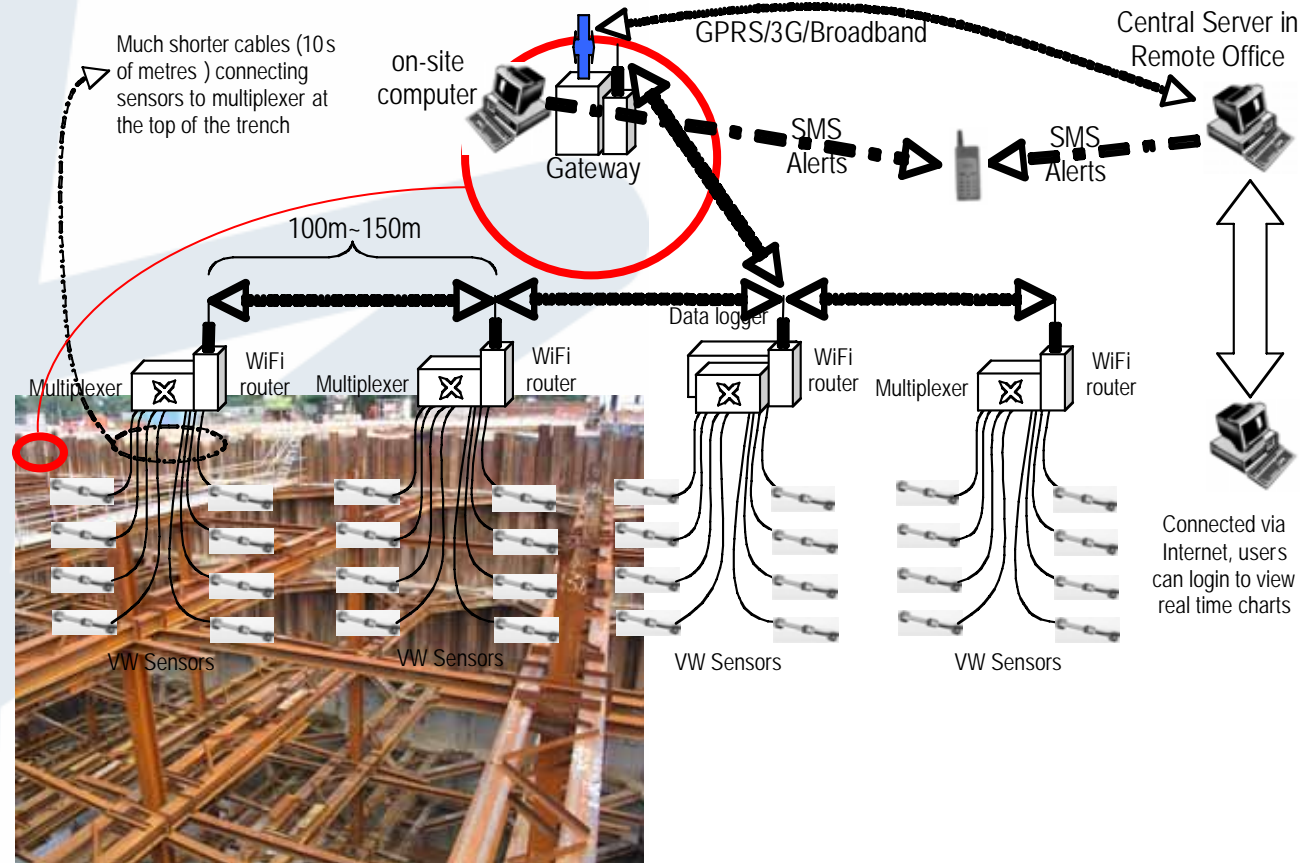 Much shorter cables (10s
of metres ) connecting
sensors to multiplexer at
the top of the trench
on-site
computer
Gateway
GPRS/3G/Broadband
Central Server in
Remote Office
SMS
Alerts
SMS
Alerts
100m~150m
Data logger
Multiplexer
WiFi
router
Multiplexer
WiFi
router
WiFi
router
Multiplexer
WiFi
router
VW Sensors
VW Sensors
VW Sensors
VW Sensors
Connected via
Internet, users
can login to view
real time charts